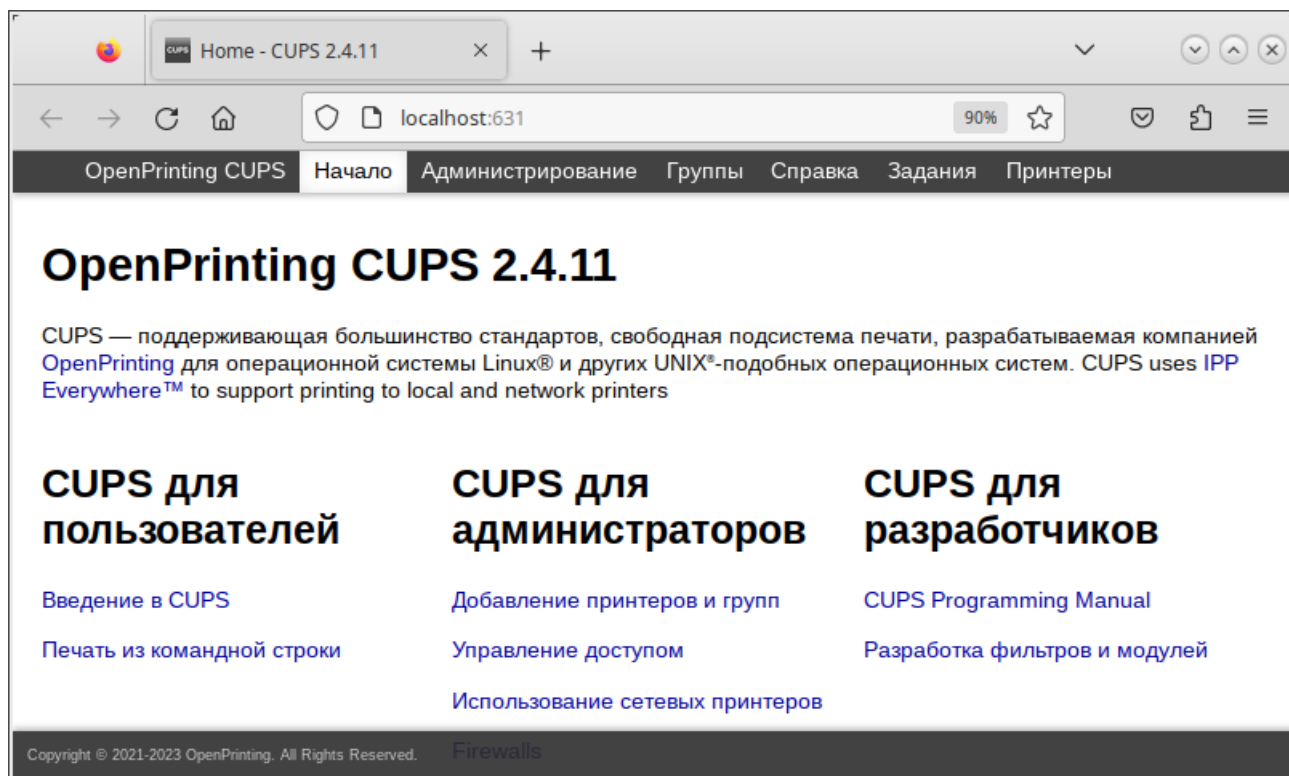 CUPS Home - CUPS 2.4.11
localhost:631 90%
OpenPrinting CUPS Начало Администрирование Группы Справка Задания Принтеры
OpenPrinting CUPS 2.4.11
CUPS — поддерживающая большинство стандартов, свободная подсистема печати, разрабатываемая компанией
OpenPrinting для операционной системы Linux® и других UNIX®-подобных операционных систем. CUPS uses IPP
Everywhere™ to support printing to local and network printers
CUPS для
пользователей
Введение в CUPS
Печать из командной строки
CUPS для
администраторов
Добавление принтеров и групп
Управление доступом
Использование сетевых принтеров
Firewalls
CUPS для
разработчиков
CUPS Programming Manual
Разработка фильтров и модулей
Copyright © 2021-2023 OpenPrinting. All Rights Reserved.